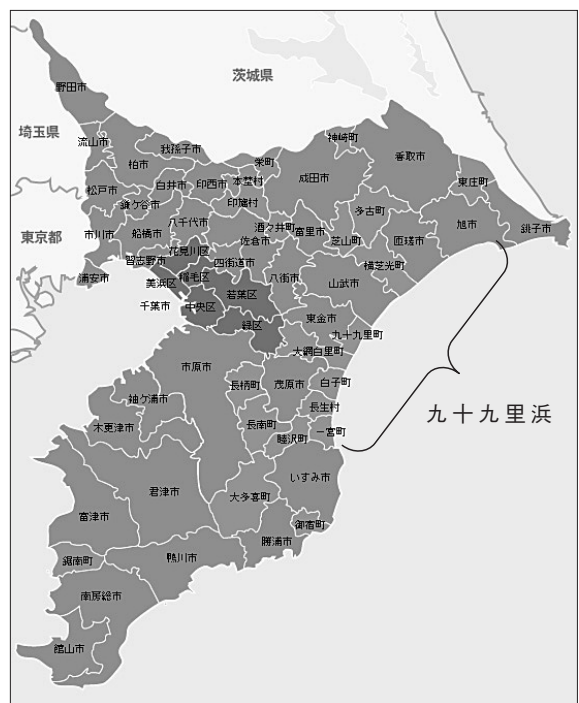 茨城県
野田市
埼玉県
流山市
我孫子市
神崎町
香取市
柏市
栄町
成田市
東庄町
松戸市
白井市
印西市
本埜村
鎌ケ谷市
印旛村
多古町
旭市
銚子市
市川市
船橋市
八千代市
酒々井町
富里市
芝山町
匝瑳市
東京都
花見川区
佐倉市
習志野市
四街道市
横芝光町
浦安市
稲毛区
八街市
山武市
美浜区
若葉区
千葉市
中央区
東金市
緑区
九十九里町
大網白里町
市原市
長柄町
茂原市
白子町
袖ケ浦市
長生村
九十九里浜
木更津市
長南町
一宮町
睦沢町
いすみ市
君津市
大多喜町
富津市
御宿町
勝浦市
鋸南町
鴨川市
南房総市
館山市